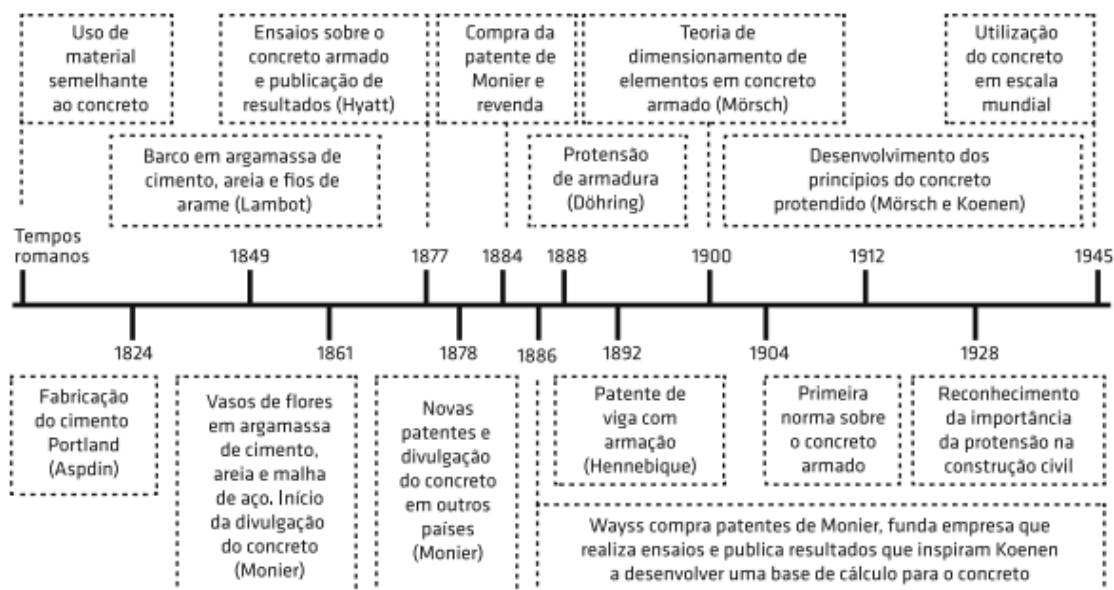 Uso de
material
semelhante
ao concreto
Ensaios sobre o
concreto armado
e publicação de
resultados (Hyatt)
Compra da
patente de
Monier e
revenda
Teoria de
dimensionamento de
elementos em concreto
armado (Mörsch)
Utilização
do concreto
em escala
mundial
Barco em argamassa de
cimento, areia e fios de
arame (Lambot)
Protensão
de armadura
(Döhring)
Desenvolvimento dos
princípios do concreto
protendido (Mörsch e Koenen)
Tempos
romanos
1849
1877
1884
1888
1900
1912
1945
1824
1861
1878
1886
1892
1904
1928
Fabricação
do cimento
Portland
(Aspdin)
Vasos de flores
em argamassa
de cimento,
areia e malha
de aço. Início
da divulgação
do concreto
(Monier)
Novas
patentes e
divulgação
do concreto
em outros
países
(Monier)
Patente de
viga com
armação
(Hennebique)
Primeira
norma sobre
o concreto
armado
Reconhecimento
da importância
da protensão na
construção civil
Wayss compra patentes de Monier, funda empresa que
realiza ensaios e publica resultados que inspiram Koenen
a desenvolver uma base de cálculo para o concreto